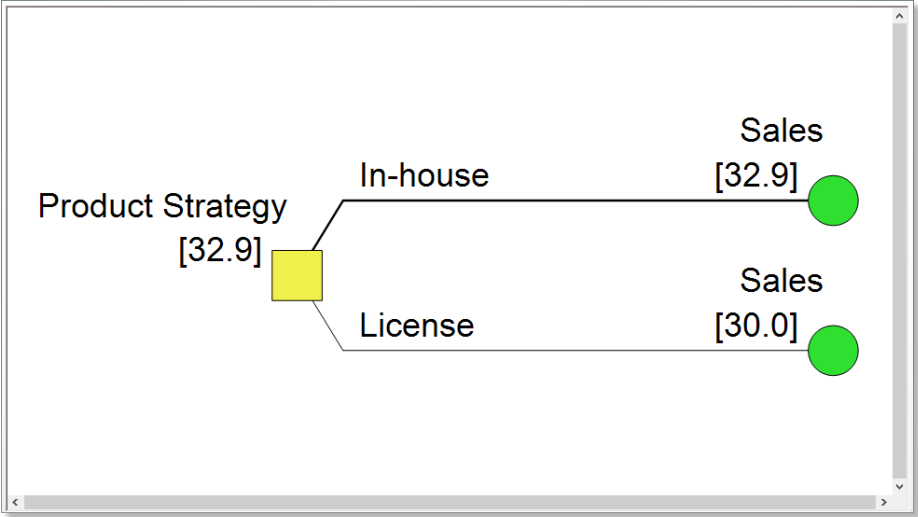 Sales
In-house [32.9]
Product Strategy
[32.9]
Sales
License [30.0]